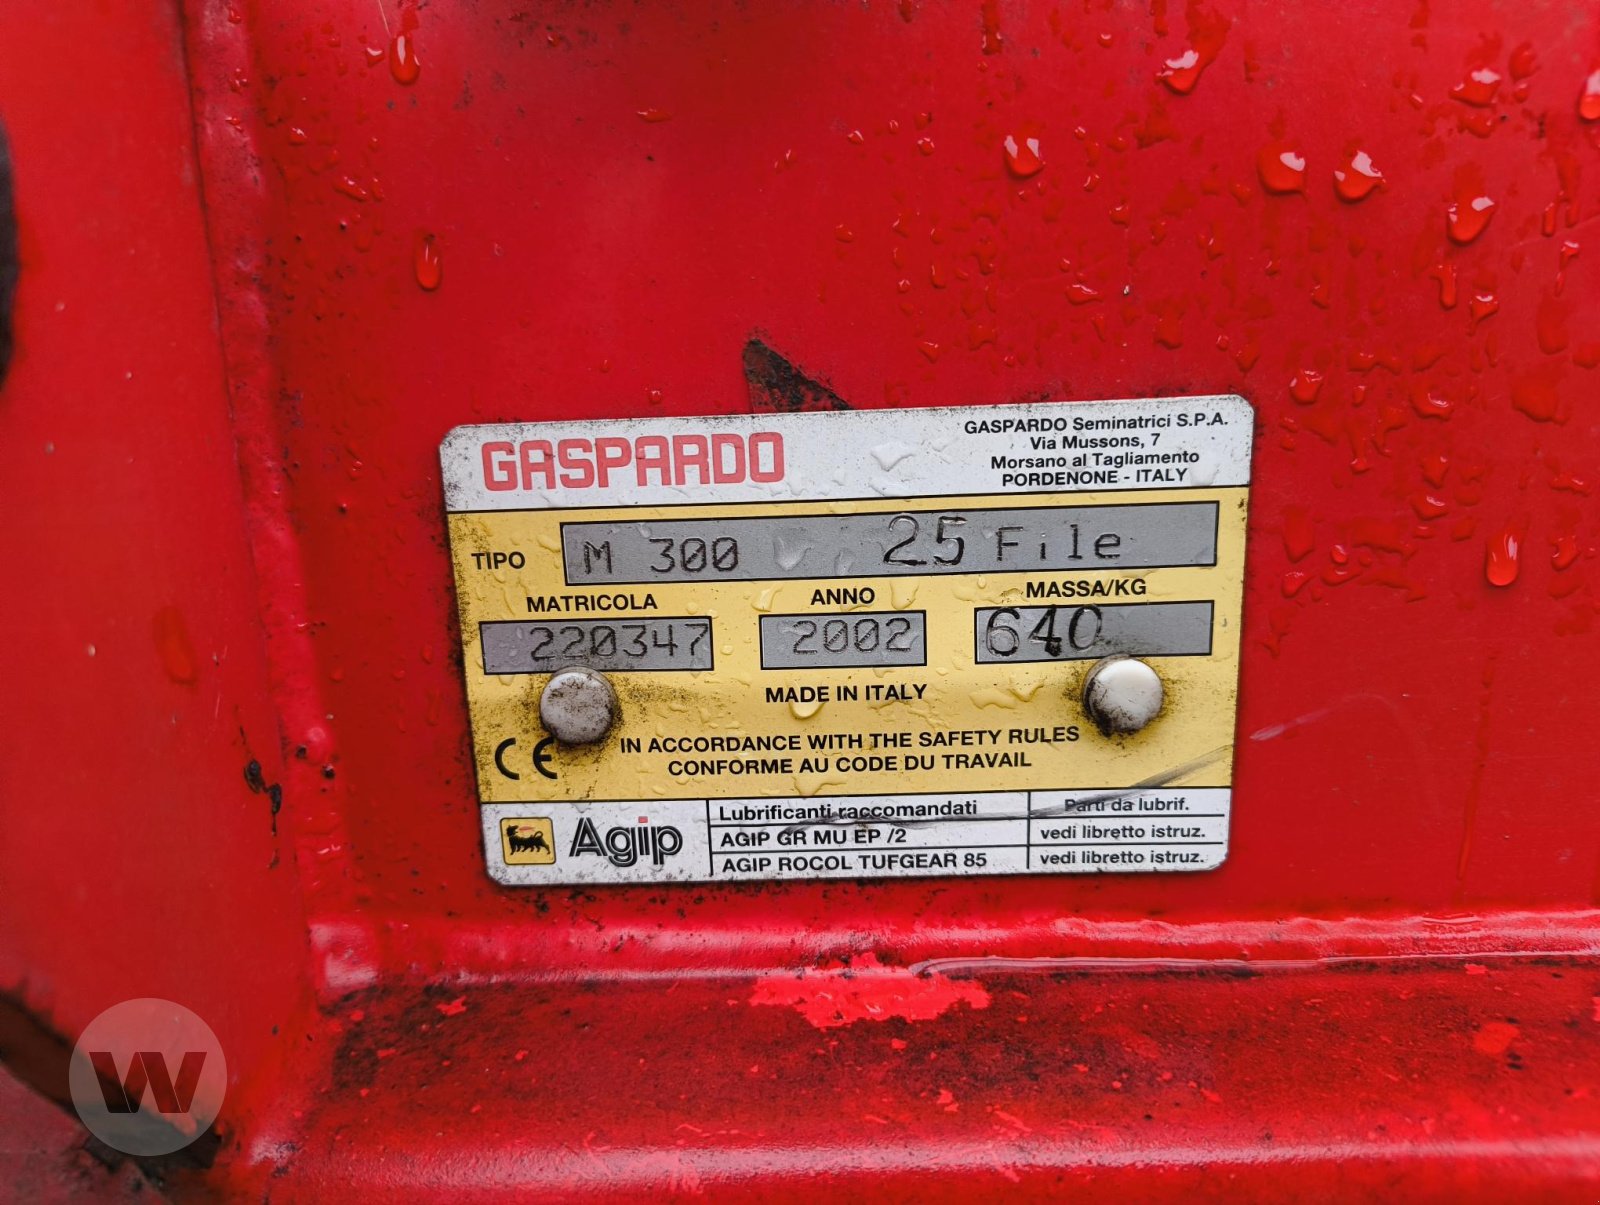 GASPARDO
GASPARDO Seminatrici S.P.A.
Via Mussons, 7
Morsano al Tagliamento
PORDENONE - ITALY
TIPO M 300 25 File
MATRICOLA ANNO MASSA/KG
220347 2002 640
MADE IN ITALY
CE IN ACCORDANCE WITH THE SAFETY RULES
CONFORME AU CODE DU TRAVAIL
Agip
Lubrificanti raccomandati Parti da lubrif.
AGIP GR MU EP /2 vedi libretto istruz.
AGIP ROCOL TUFGEAR 85 vedi libretto istruz.
W